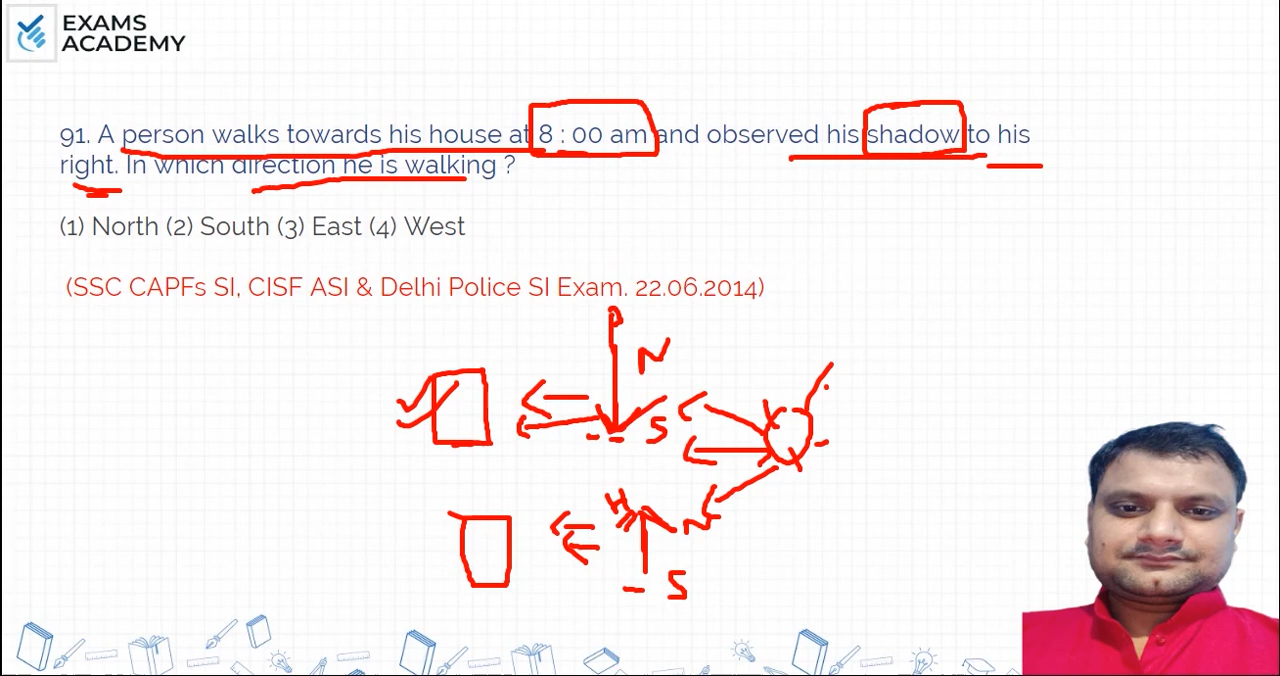 EXAMS
ACADEMY
91. A person walks towards his house at 8 : 00 am and observed his shadow to his
right. In which direction he is walking ?
(1) North (2) South (3) East (4) West
(SSC CAPFs SI, CISF ASI & Delhi Police SI Exam. 22.06.2014)
N
S
N
S